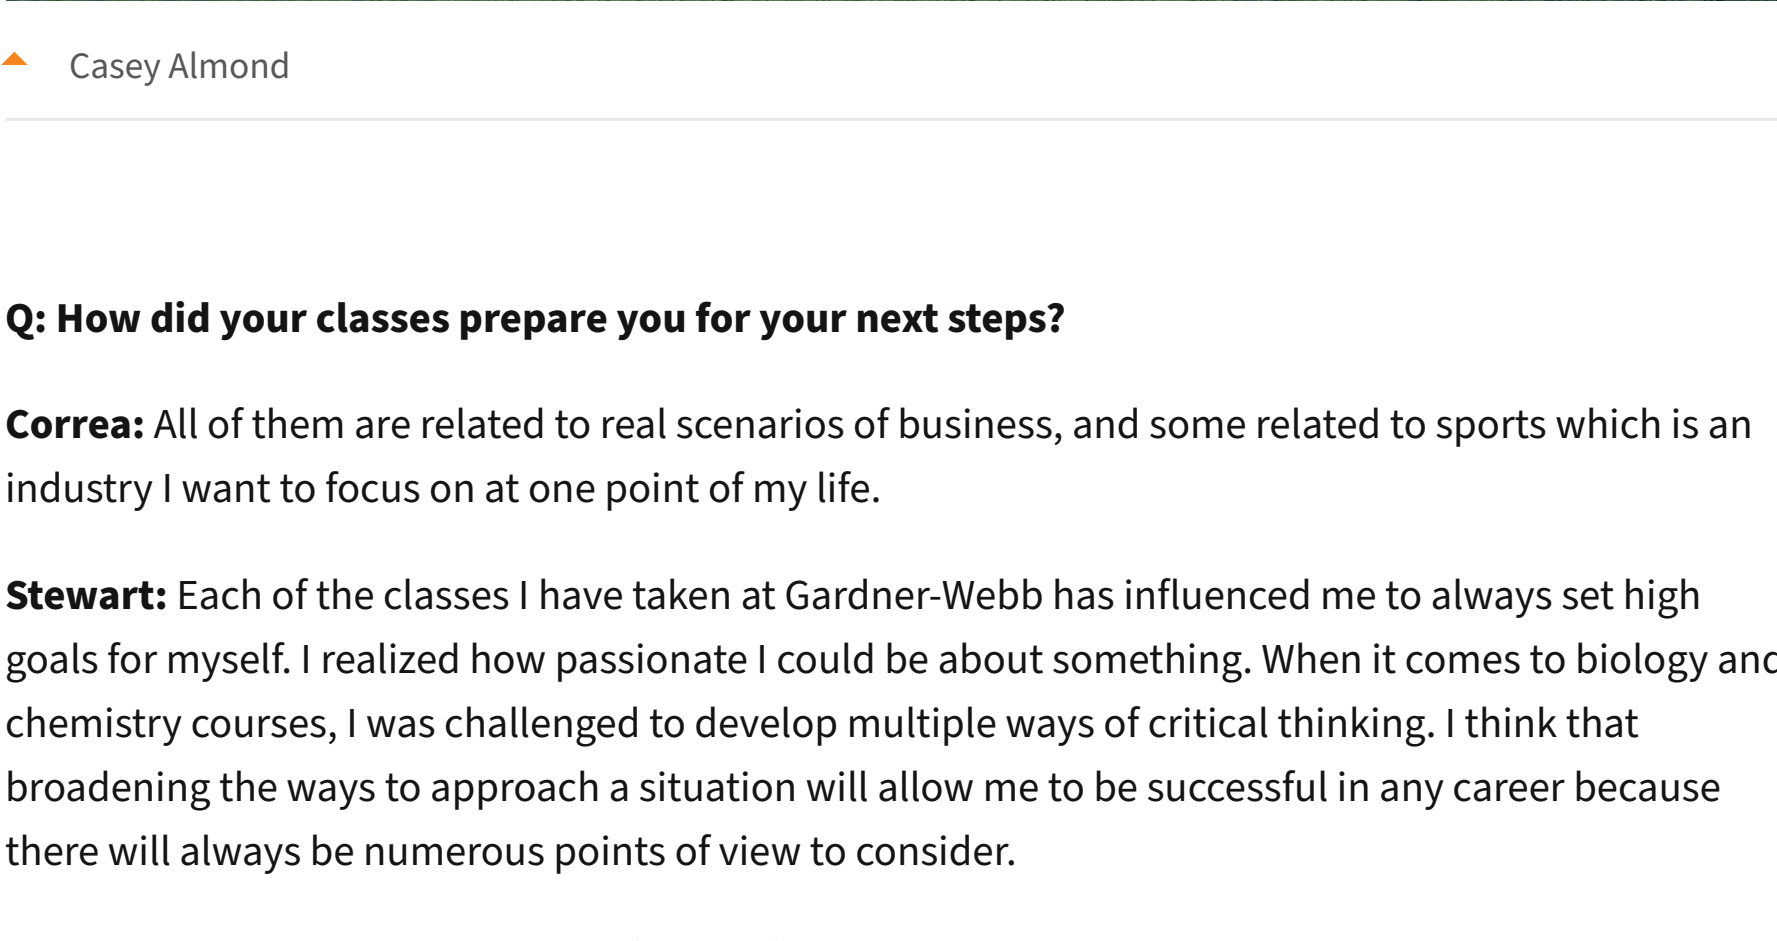 Casey Almond
Q: How did your classes prepare you for your next steps?
Correa: All of them are related to real scenarios of business, and some related to sports which is an
industry I want to focus on at one point of my life.
Stewart: Each of the classes I have taken at Gardner-Webb has influenced me to always set high
goals for myself. I realized how passionate I could be about something. When it comes to biology and
chemistry courses, I was challenged to develop multiple ways of critical thinking. I think that
broadening the ways to approach a situation will allow me to be successful in any career because
there will always be numerous points of view to consider.